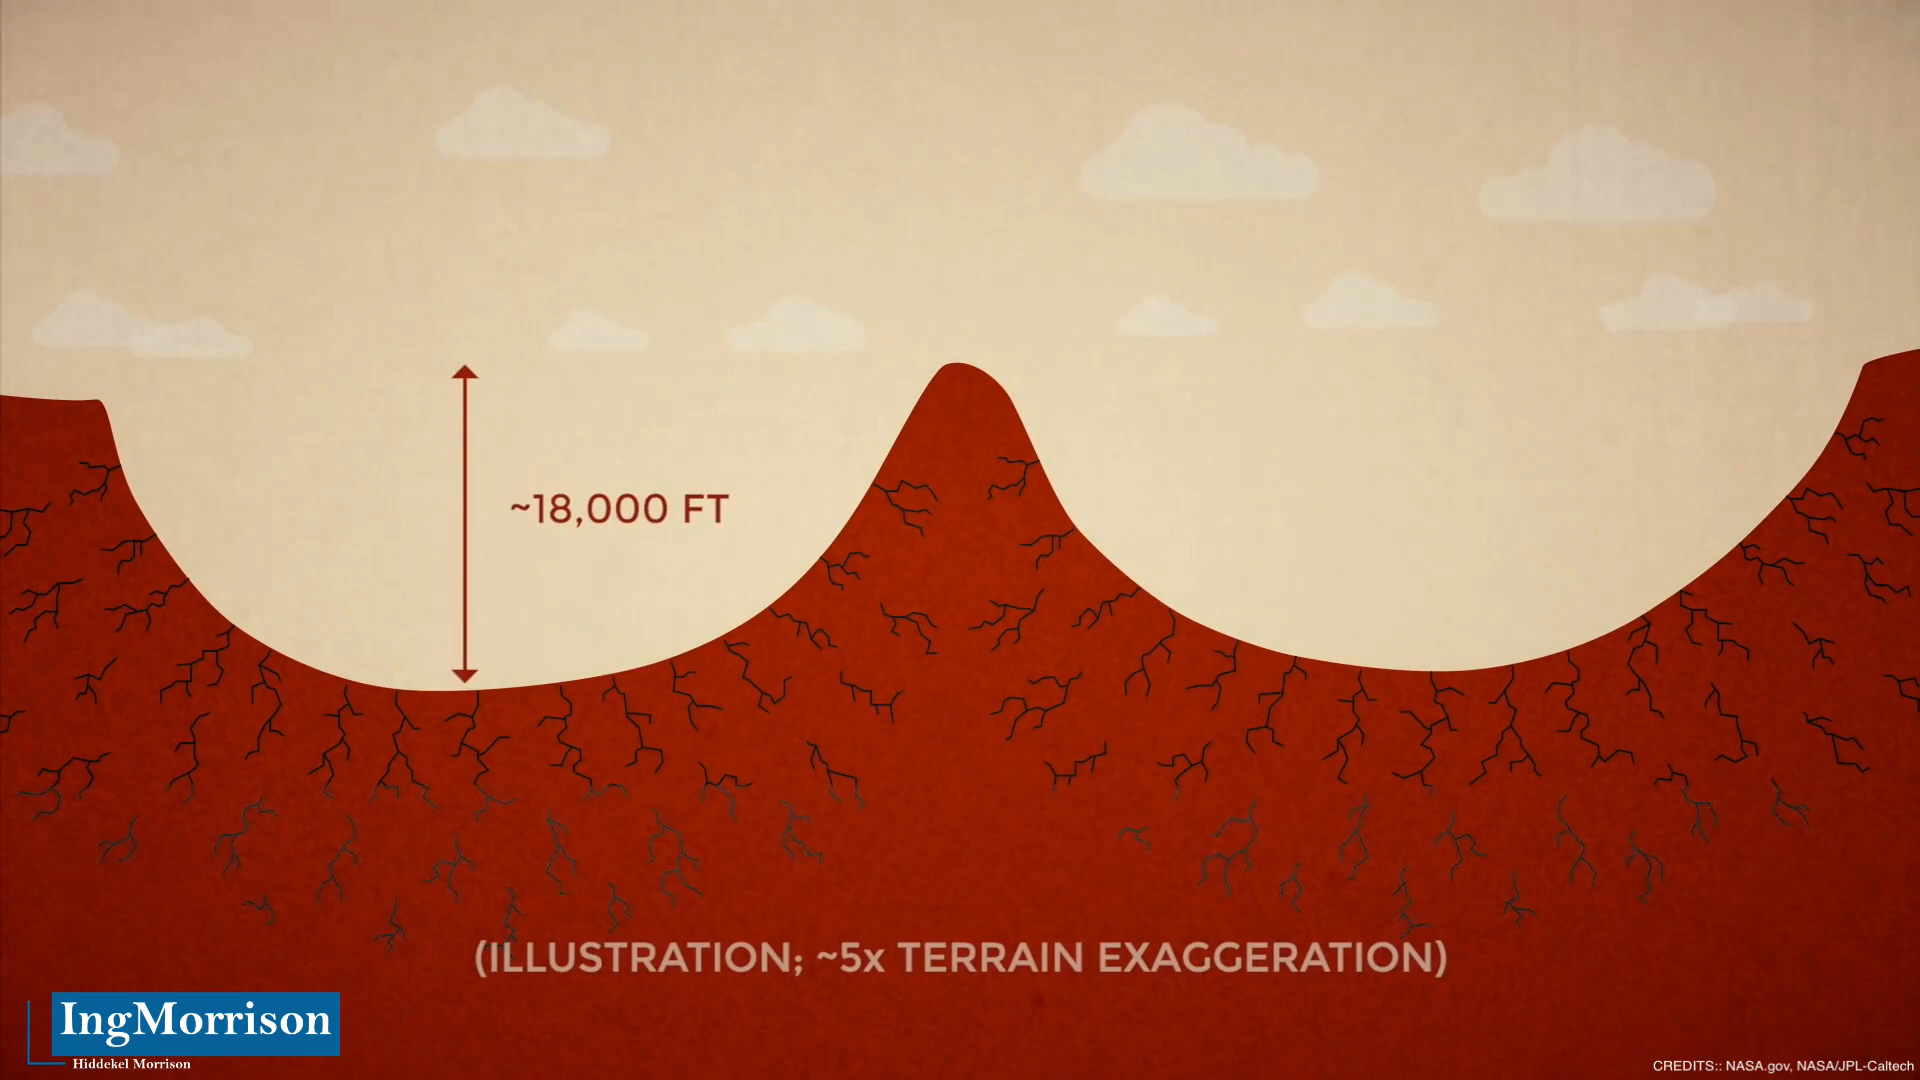 ~18,000 FT
(ILLUSTRATION; ~5x TERRAIN EXAGGERATION)
IngMorrison
Hiddekel Morrison
CREDITS:: NASA.gov, NASA/JPL-Caltech